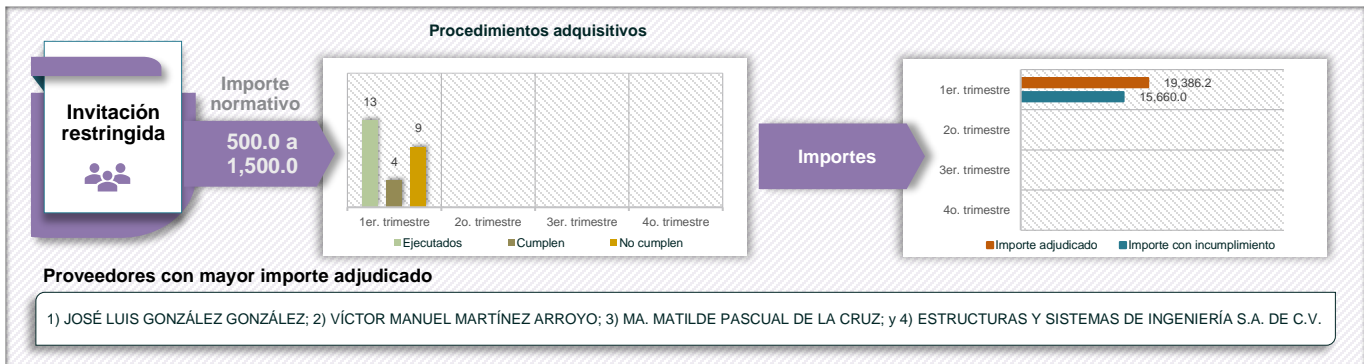 Procedimientos adquisitivos
Invitación
restringida
Importe
normativo
500.0 a
1,500.0
13
4
9
1er. trimestre
2o. trimestre
3er. trimestre
4o. trimestre
Ejecutados
Cumplen
No cumplen
Importes
1er. trimestre
19,386.2
15,660.0
2o. trimestre
3er. trimestre
4o. trimestre
Importe adjudicado
Importe con incumplimiento
Proveedores con mayor importe adjudicado
1) JOSÉ LUIS GONZÁLEZ GONZÁLEZ; 2) VÍCTOR MANUEL MARTÍNEZ ARROYO; 3) MA. MATILDE PASCUAL DE LA CRUZ; y 4) ESTRUCTURAS Y SISTEMAS DE INGENIERÍA S.A. DE C.V.